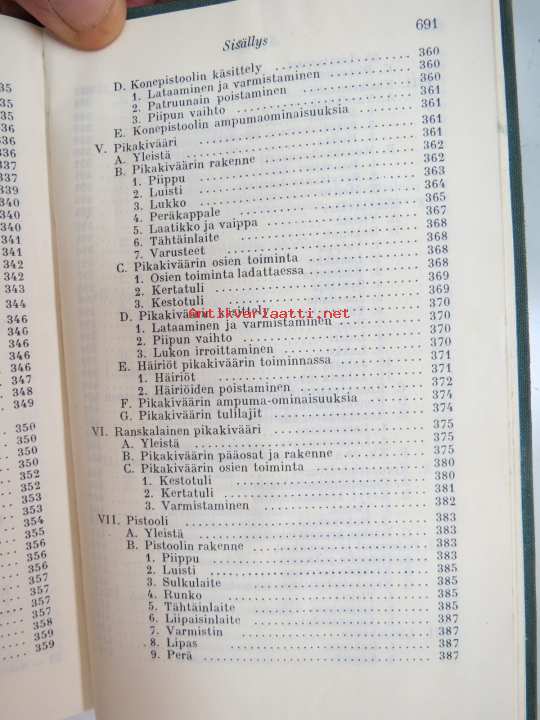 691
Sisällys
D. Konepistoolin käsittely 360
1. Lataaminen ja varmistaminen 360
2. Patruunain poistaminen 360
3. Piipun vaihto 361
E. Konepistoolin ampumaominaisuuksia 361
V. Pikakivääri 361
A. Yleistä 361
B. Pikakiväärin rakenne 362
1. Piippu 362
2. Luisti 363
3. Lukko 364
4. Peräkappale 365
5. Laatikko ja vaippa 367
6. Tähtäinlaite 368
7. Varusteet 368
C. Pikakiväärin osien toiminta 368
1. Osien toiminta ladattaessa 368
2. Kertatuli 369
3. Kestotuli 369
D. Pikakiväärin käsittely 370
antikvariaatti.net
1. Lataaminen ja varmistaminen 370
2. Piipun vaihto 370
3. Lukon irroittaminen 370
E. Häiriöt pikakiväärin toiminnassa 371
1. Häiriöt 371
2. Häiriöiden poistaminen 372
F. Pikakiväärin ampuma-ominaisuuksia 374
G. Pikakiväärin tulilajit 374
VI. Ranskalainen pikakivääri 375
A. Yleistä 375
B. Pikakiväärin pääosat ja rakenne 375
C. Pikakiväärin osien toiminta 380
1. Kestotuli 380
2. Kertatuli 381
3. Varmistaminen 382
VII. Pistooli 383
A. Yleistä 383
B. Pistoolin rakenne 383
1. Piippu 383
2. Luisti 385
3. Sulkulaite 385
4. Runko 385
5. Tähtäinlaite 385
6. Liipaisinlaite 387
7. Varmistin 387
8. Lipas 387
9. Perä 387